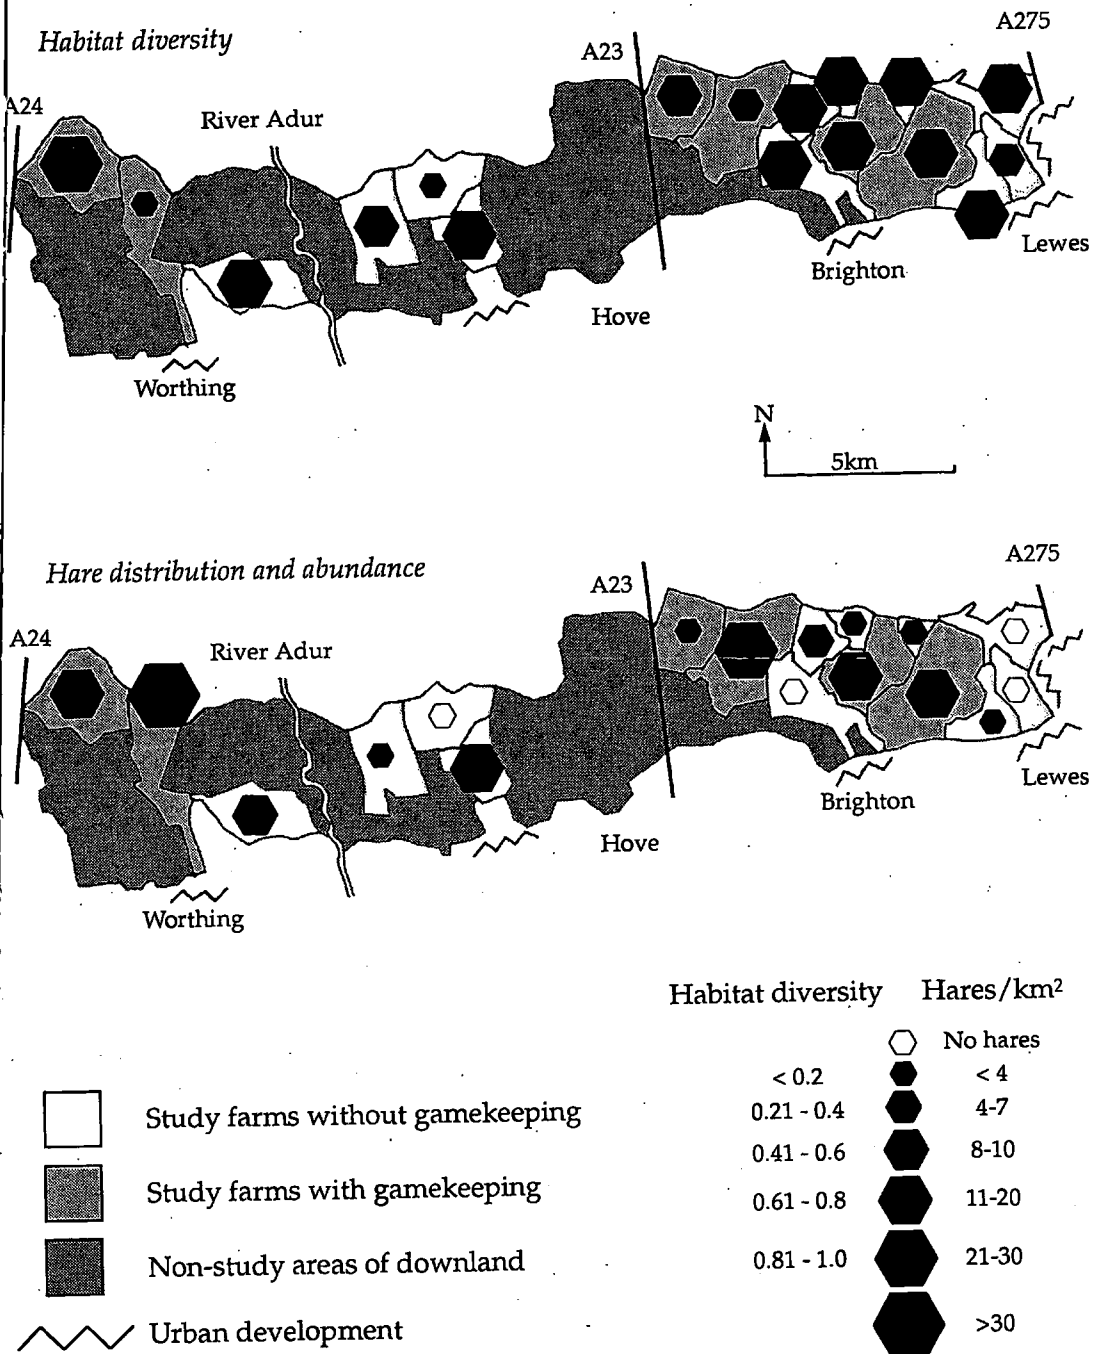 Habitat diversity
A23
A275
A24
River Adur
Lewes
Brighton
Hove
Worthing
N
5km
Hare distribution and abundance
A23
A275
A24
River Adur
Lewes
Brighton
Hove
Worthing
Habitat diversity Hares/km²
No hares
< 0.2 < 4
0.21 - 0.4 4-7
0.41 - 0.6 8-10
0.61 - 0.8 11-20
0.81 - 1.0 21-30
>30
Study farms without gamekeeping
Study farms with gamekeeping
Non-study areas of downland
Urban development